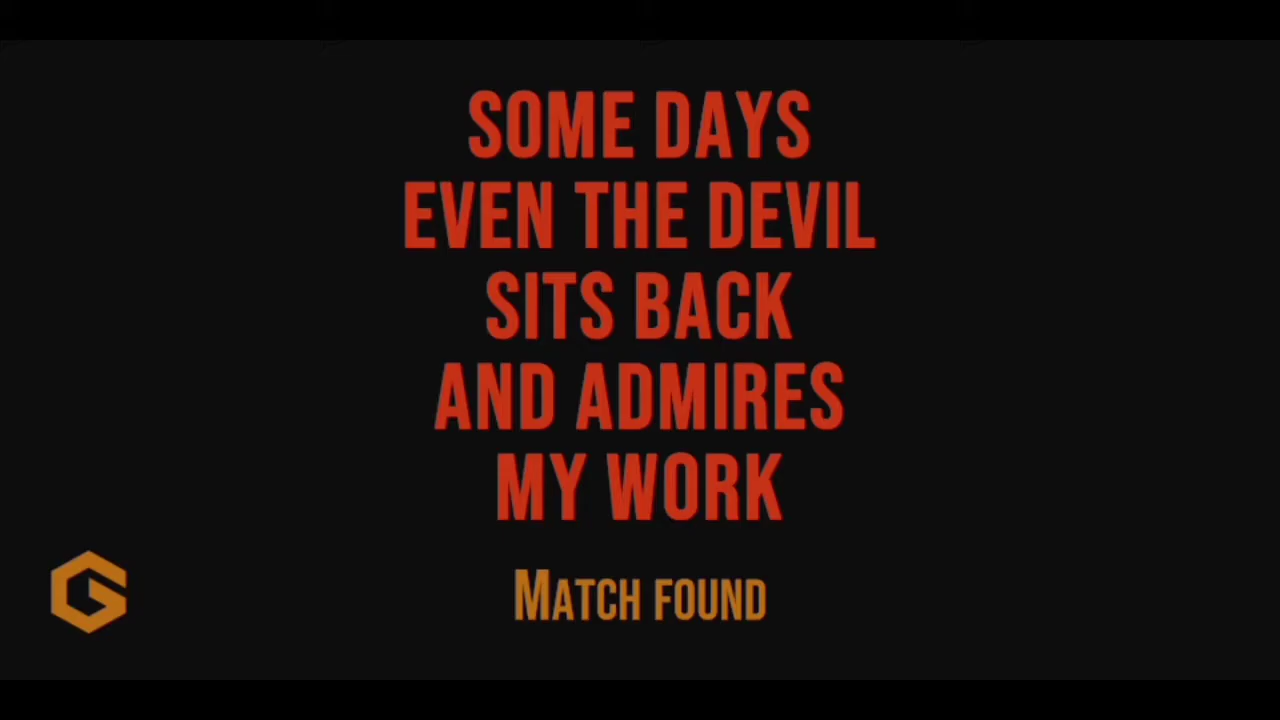 SOME DAYS
EVEN THE DEVIL
SITS BACK
AND ADMIRES
MY WORK
MATCH FOUND